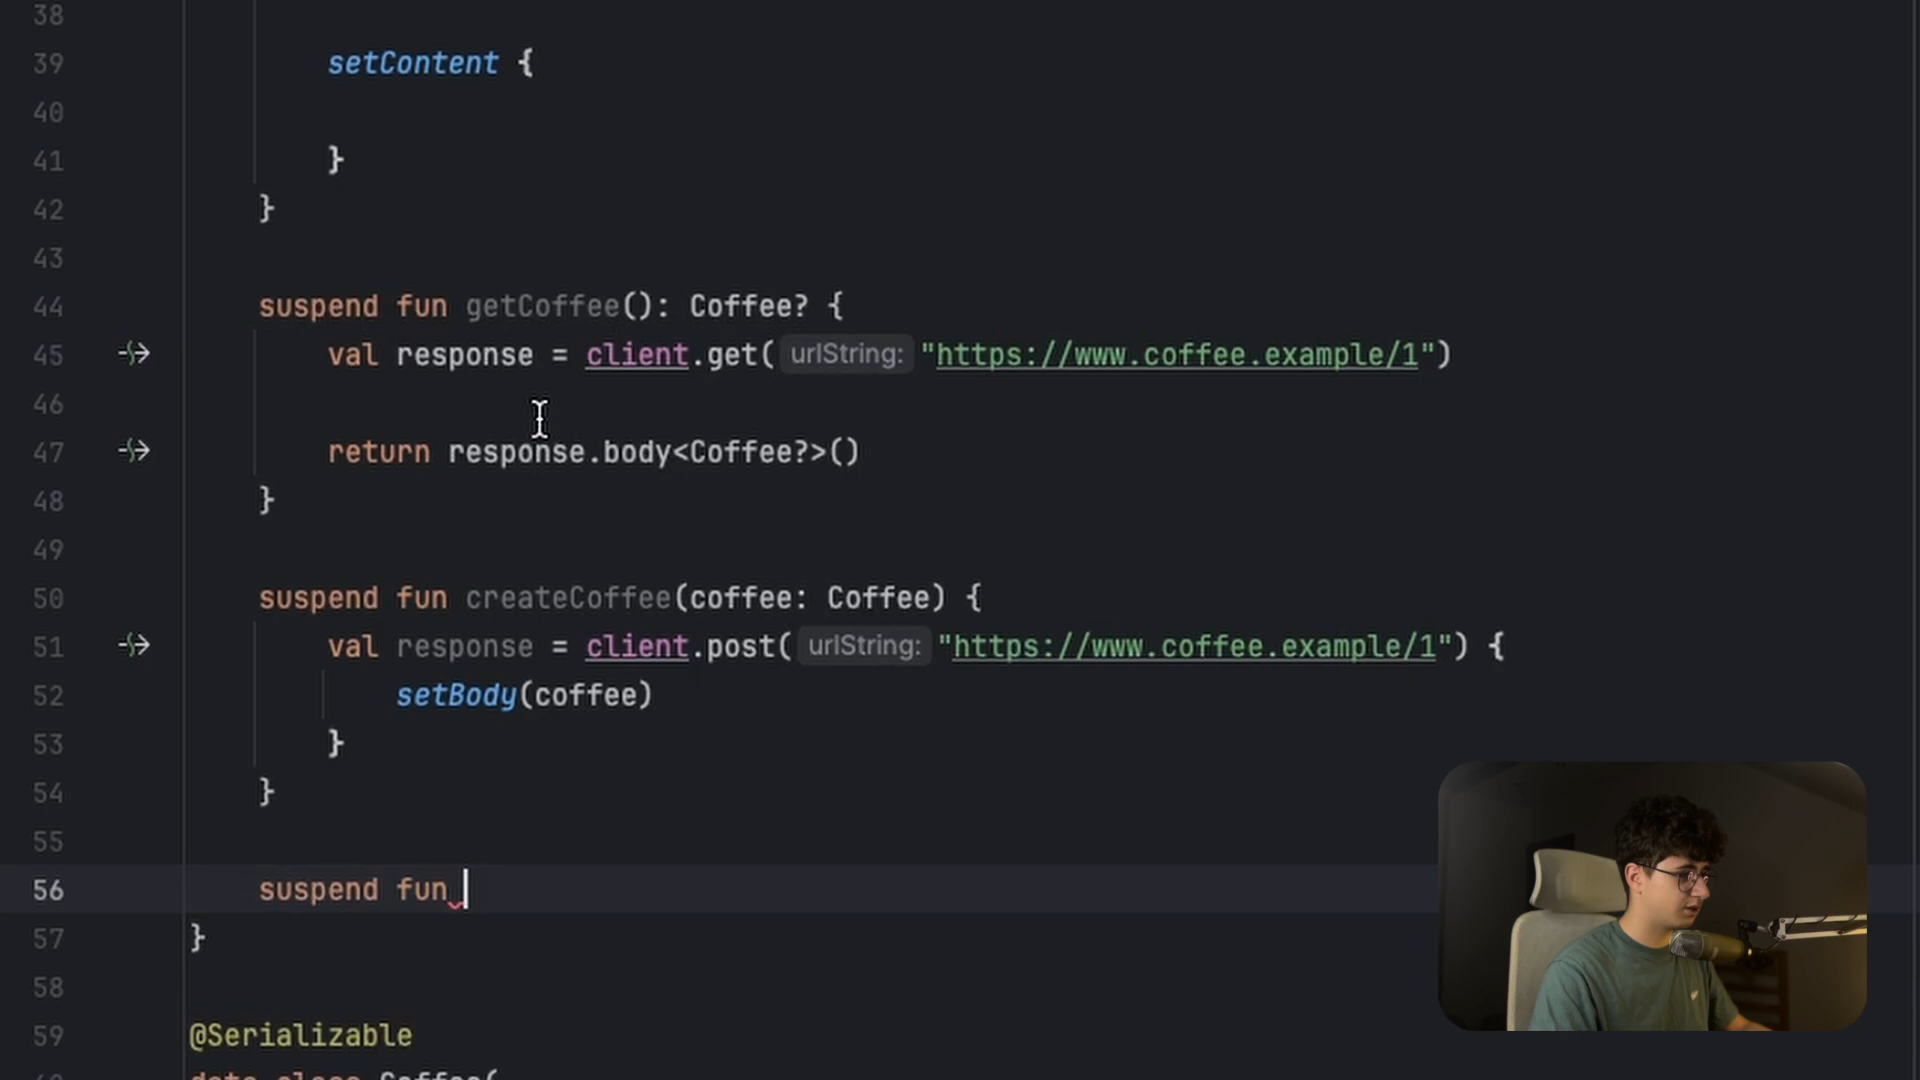 38
39 setContent {
40
41 }
42 }
43
44 suspend fun getCoffee(): Coffee? {
45 val response = client.get( urlString: "https://www.coffee.example/1")
46
47 return response.body<Coffee?>()
48 }
49
50 suspend fun createCoffee(coffee: Coffee) {
51 val response = client.post( urlString: "https://www.coffee.example/1") {
52 setBody(coffee)
53 }
54 }
55
56 suspend fun
57 }
58
59 @Serializable
data class Coffee(